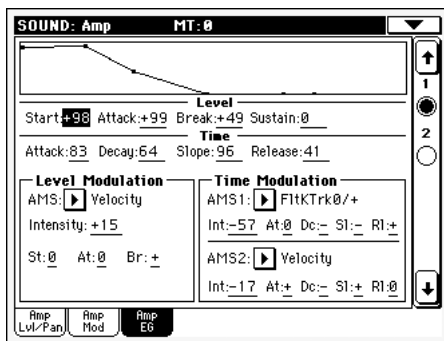 SOUND: Amp MT:0
Level
Start:+98 Attack:+99 Break:+49 Sustain:0
Time
Attack:83 Decay:64 Slope:96 Release:41
Level Modulation
AMS: Velocity
Intensity:+15
St:0 At:0 Br:+
Time Modulation
AMS1: FltKTrk0/+
Int:-57 At:0 Dc:- Sl:- Rl:+
AMS2: Velocity
Int:-17 At:+ Dc:- Sl:+ Rl:0
1
2
Amp Lvl/Pan
Amp Mod
Amp EG